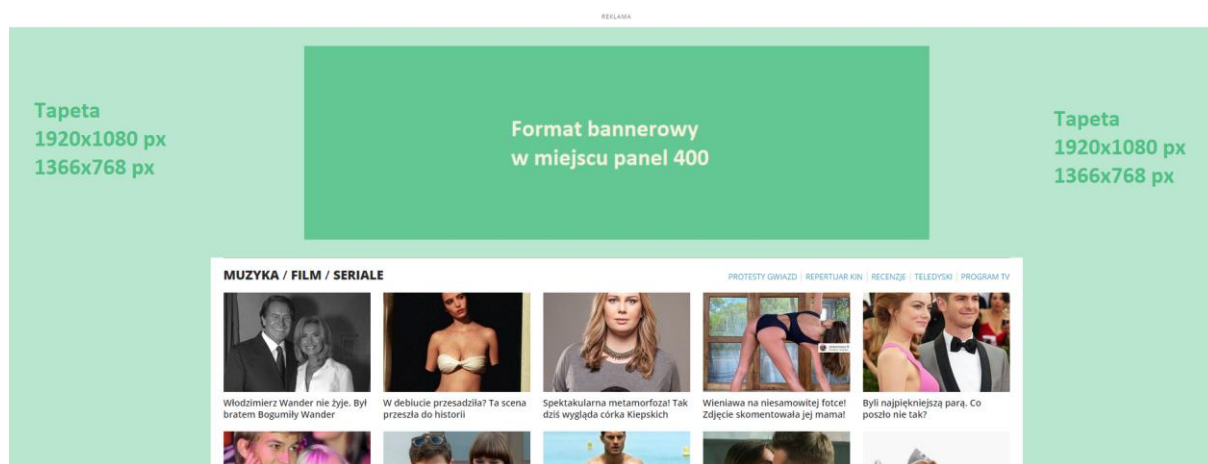 REKLAMA
Tapeta
1920x1080 px
1366x768 px
Format bannerowy
w miejscu panel 400
Tapeta
1920x1080 px
1366x768 px
MUZYKA / FILM / SERIALE
PROTESTY GWIAZD | REPERTUAR KIN | RECENZJE | TELEDYSKI | PROGRAM TV
Włodzimierz Wander nie żyje. Był
bratem Bogumiły Wander
W debiucie przesadziła? Ta scena
przeszła do historii
Spektakularna metamorfoza! Tak
dziś wygląda córka Kiepskich
Wieniawa na niesamowitej fotce!
Zdjęcie skomentowała jej mama!
Byli najpiękniejszą parą. Co
poszło nie tak?